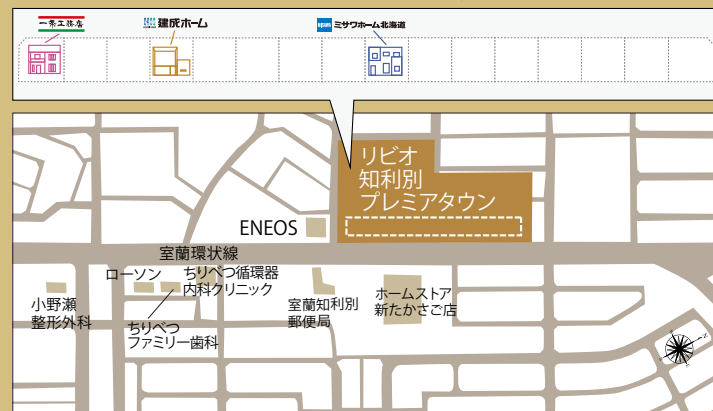 一条工務店
建成ホーム
ミサワホーム北海道
リビオ
知利別
プレミアタウン
ENEOS
室蘭環状線
ローソン
ちりべつ循環器
内科クリニック
小野瀬
整形外科
ちりべつ
ファミリー歯科
室蘭知利別
郵便局
ホームストア
新たかさご店